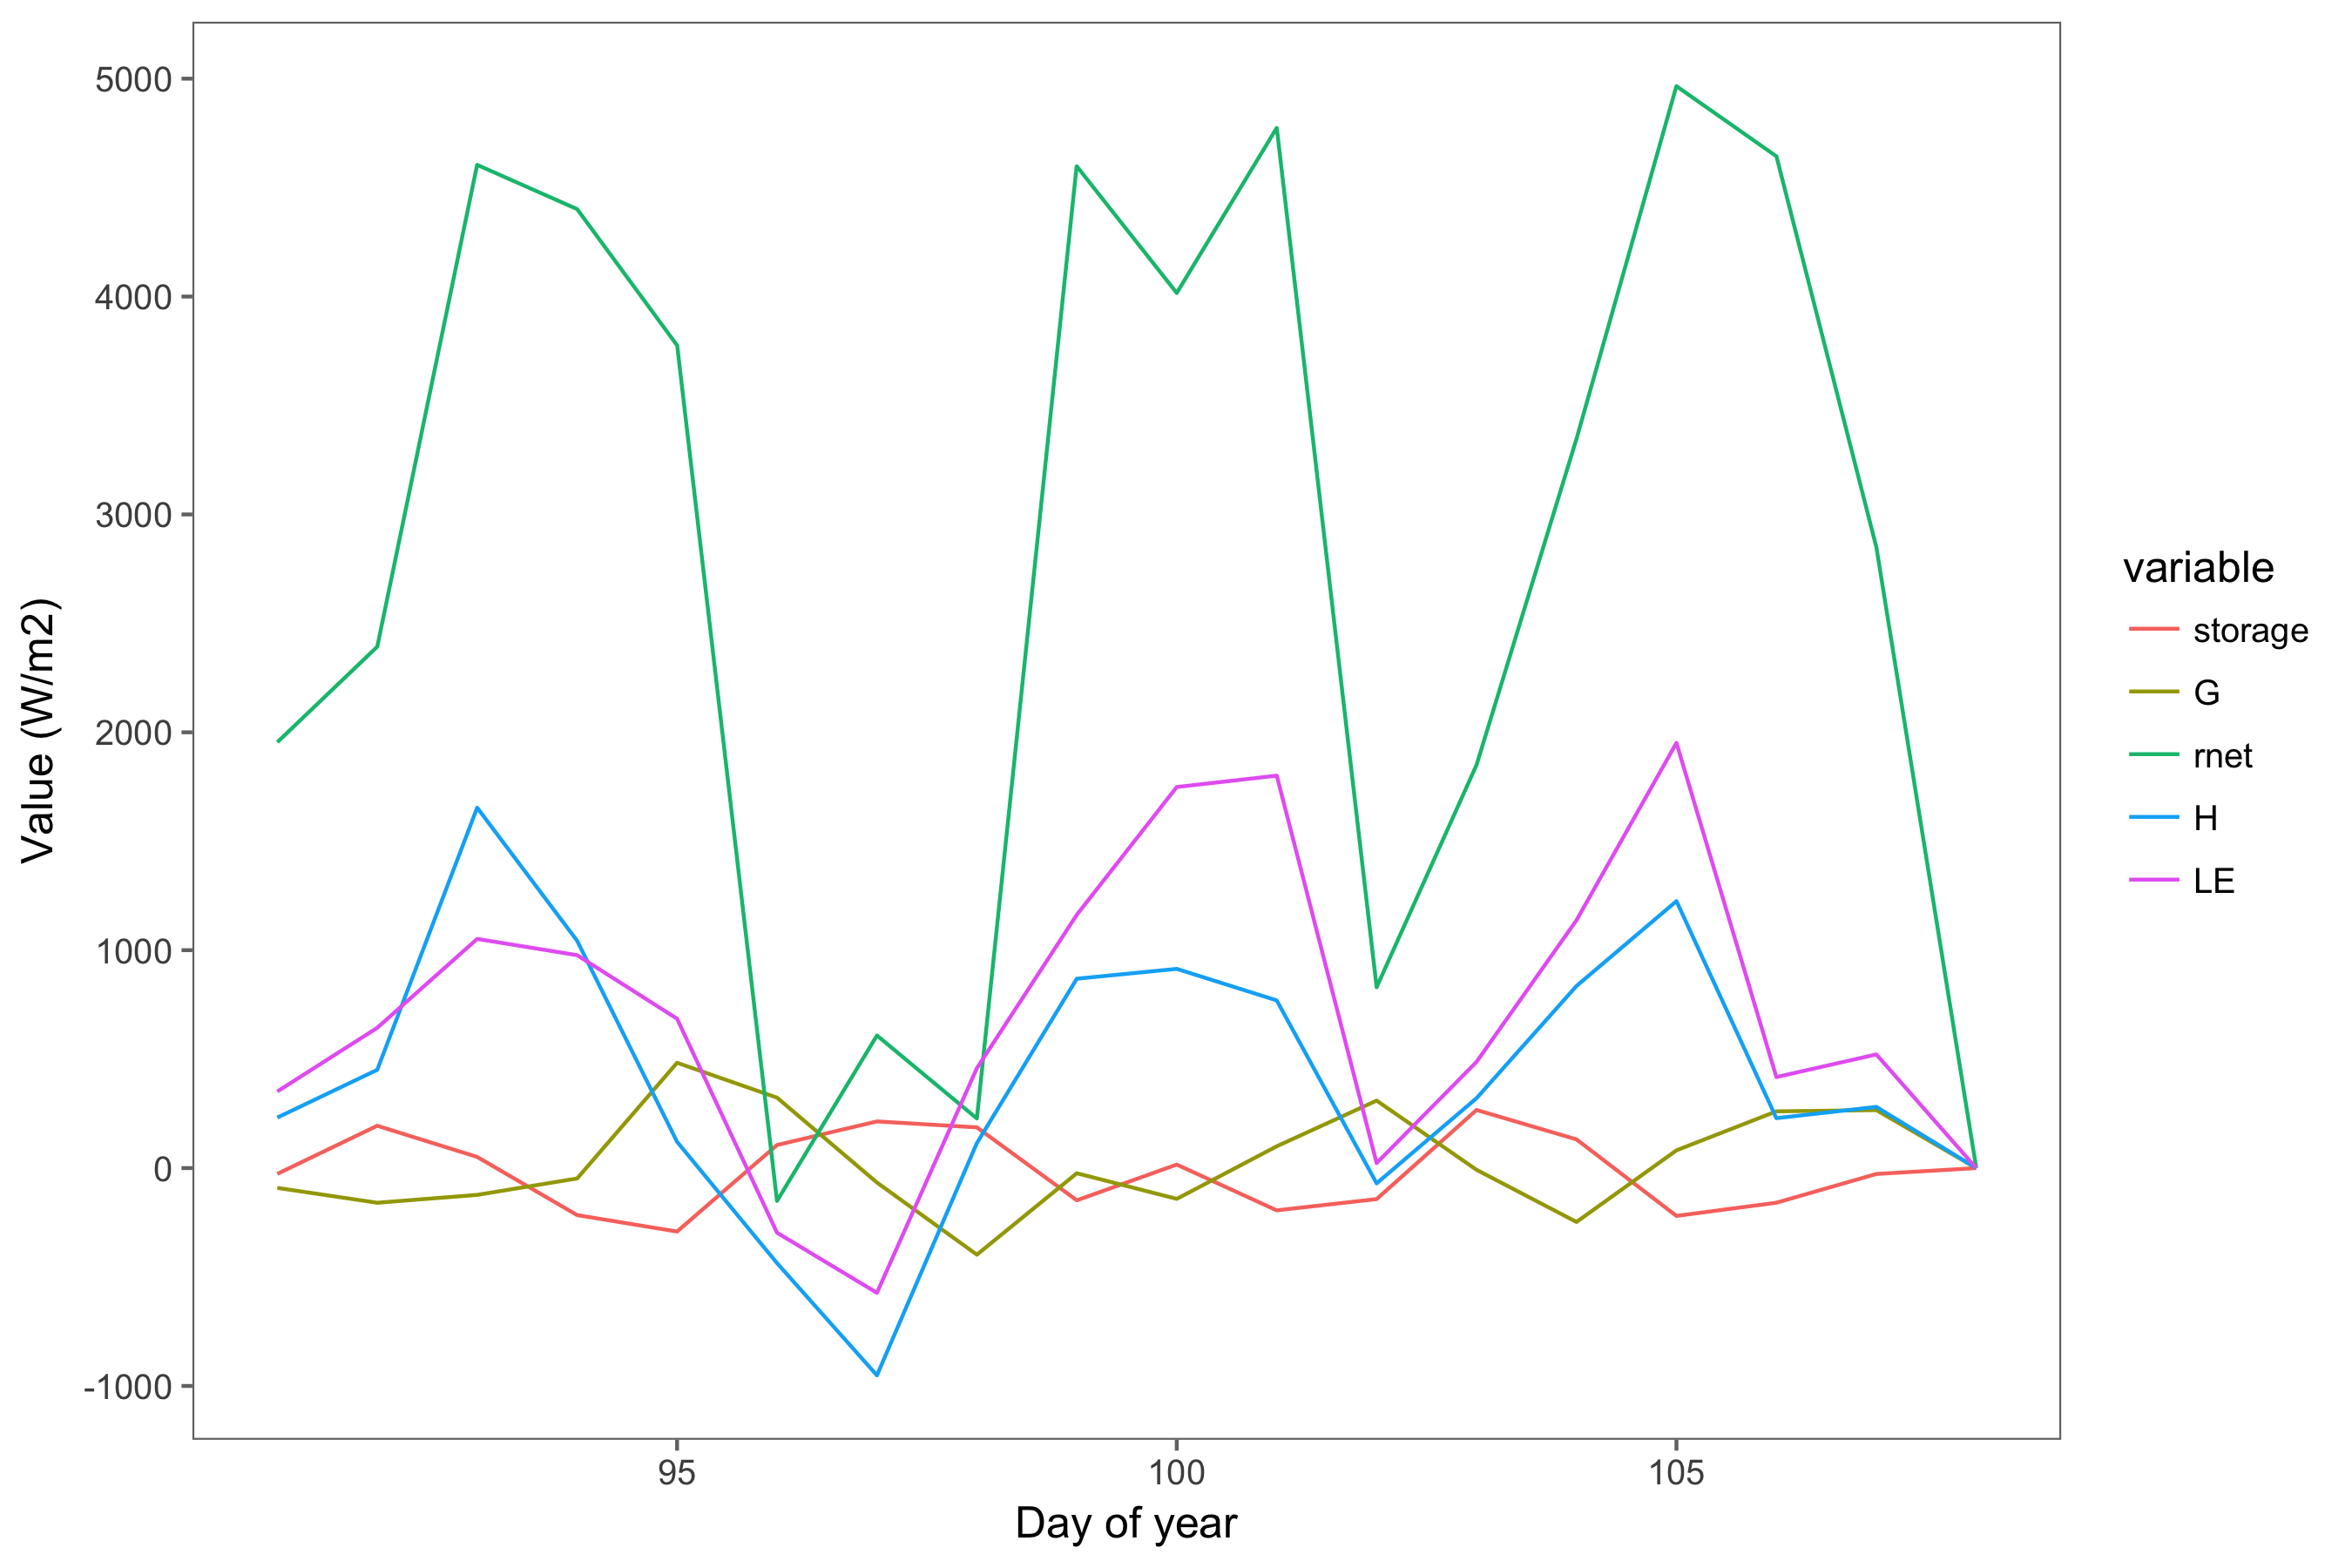 Value (W/m2)
5000
4000
3000
2000
1000
0
-1000
95
100
105
Day of year
variable
storage
G
rnet
H
LE